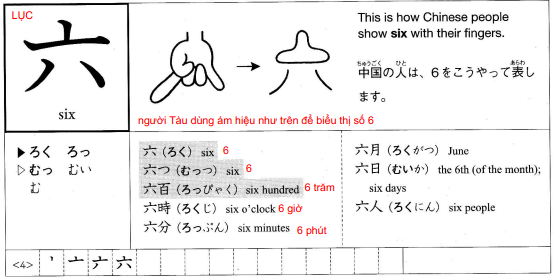 LỤC
六
six
This is how Chinese people
show six with their fingers.
ちゅうごく ひと あらわ
中国の人は、6をこうやって表し
ます。
người Tàu dùng ám hiệu như trên để biểu thị số 6
▶ろく ろっ
▷むっ むい
む
六（ろく）six 6
六つ（むっつ）six 6
六百（ろっぴゃく）six hundred 6 trăm
六時（ろくじ）six o'clock 6 giờ
六分（ろっぷん）six minutes 6 phút
六月（ろくがつ）June
六日（むいか）the 6th (of the month);
six days
六人（ろくにん）six people
<4> 丶 亠 六 六